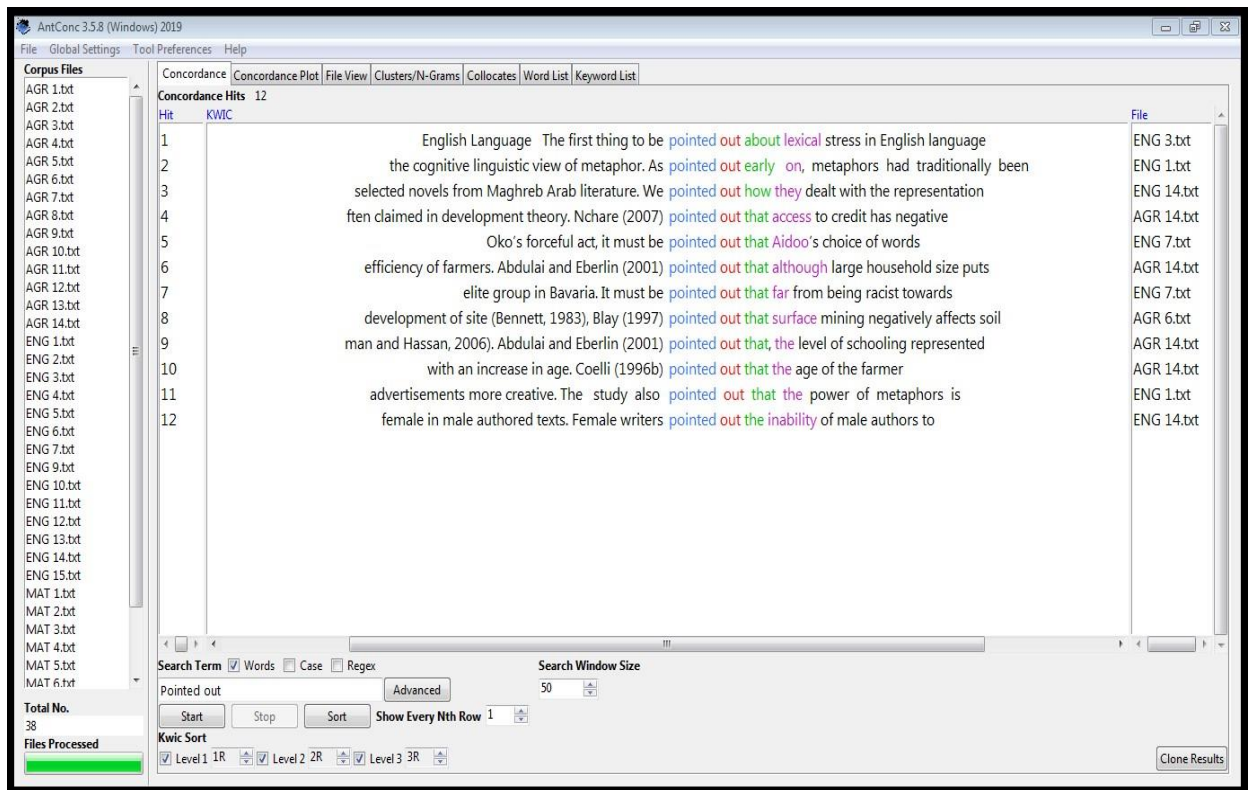 AntConc 3.5.8 (Windows) 2019
File Global Settings Tool Preferences Help
Corpus Files
AGR 1.txt
AGR 2.txt
AGR 3.txt
AGR 4.txt
AGR 5.txt
AGR 6.txt
AGR 7.txt
AGR 8.txt
AGR 9.txt
AGR 10.txt
AGR 11.txt
AGR 12.txt
AGR 13.txt
AGR 14.txt
ENG 1.txt
ENG 2.txt
ENG 3.txt
ENG 4.txt
ENG 5.txt
ENG 6.txt
ENG 7.txt
ENG 9.txt
ENG 10.txt
ENG 11.txt
ENG 12.txt
ENG 13.txt
ENG 14.txt
ENG 15.txt
MAT 1.txt
MAT 2.txt
MAT 3.txt
MAT 4.txt
MAT 5.txt
MAT 6.txt
Total No.
38
Files Processed
Concordance Concordance Plot File View Clusters/N-Grams Collocates Word List Keyword List
Concordance Hits 12
Hit KWIC File
1 English Language The first thing to be pointed out about lexical stress in English language ENG 3.txt
2 the cognitive linguistic view of metaphor. As pointed out early on, metaphors had traditionally been ENG 1.txt
3 selected novels from Maghreb Arab literature. We pointed out how they dealt with the representation ENG 14.txt
4 ften claimed in development theory. Nchare (2007) pointed out that access to credit has negative AGR 14.txt
5 Oko's forceful act, it must be pointed out that Aidoo's choice of words ENG 7.txt
6 efficiency of farmers. Abdulai and Eberlin (2001) pointed out that although large household size puts AGR 14.txt
7 elite group in Bavaria. It must be pointed out that far from being racist towards ENG 7.txt
8 development of site (Bennett, 1983), Blay (1997) pointed out that surface mining negatively affects soil AGR 6.txt
9 man and Hassan, 2006). Abdulai and Eberlin (2001) pointed out that, the level of schooling represented AGR 14.txt
10 with an increase in age. Coelli (1996b) pointed out that the age of the farmer AGR 14.txt
11 advertisements more creative. The study also pointed out that the power of metaphors is ENG 1.txt
12 female in male authored texts. Female writers pointed out the inability of male authors to ENG 14.txt
Search Term Words Case Regex Search Window Size
Pointed out Advanced 50
Start Stop Sort Show Every Nth Row 1
Kwic Sort
Level 1 1R Level 2 2R Level 3 3R Clone Results